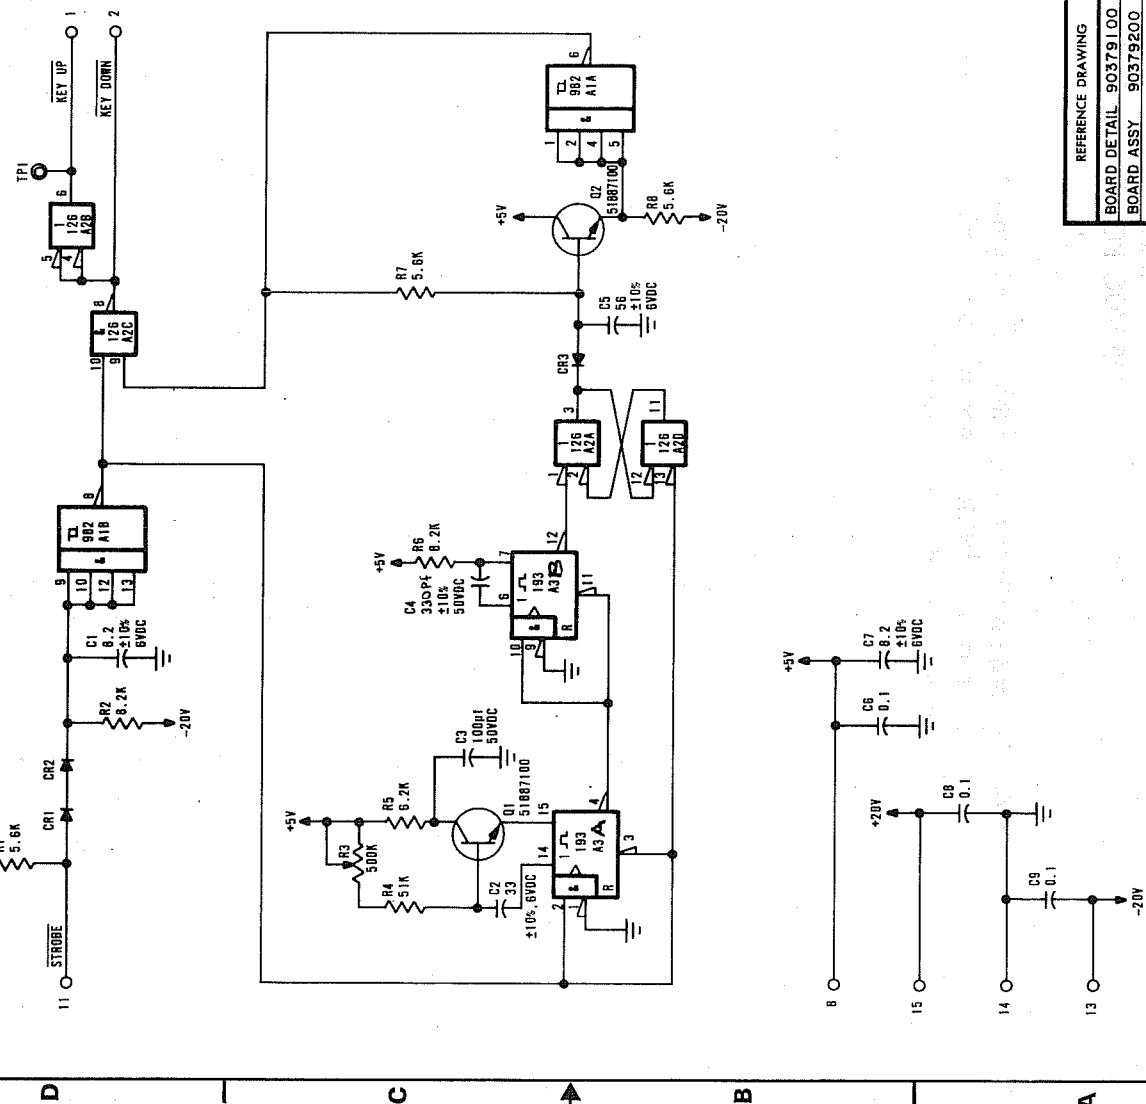 STROBE
11
5.6K
CR1
CR2
R2
8.2K
-20V
C1
8.2
±10%
6VDC
9
10
12
13
&
982
A1B
8
10
9
&
126
A2C
8
5
4
1
126
A2B
6
TP1
KEY UP
1
KEY DOWN
2
+5V
R3
500K
R4
51K
R5
6.2K
C3
100pf
50VDC
Q1
51887100
C2
33
±10%, 6VDC
14
15
2
1
&
1
193
A3A
R
4
3
+5V
R6
8.2K
C4
330Pf
±10%
50VDC
6
7
10
9
&
1
193
A3B
R
12
11
1
2
1
126
A2A
3
12
13
1
126
A2D
11
CR3
C5
56
±10%
6VDC
R7
5.6K
+5V
Q2
51887100
R8
5.6K
-20V
1
2
4
5
&
982
A1A
6
8
+5V
C6
0.1
C7
8.2
±10%
6VDC
15
+20V
C8
0.1
14
C9
0.1
13
-20V
REFERENCE DRAWING
BOARD DETAIL 90379100
BOARD ASSY 90379200
D
C
B
A